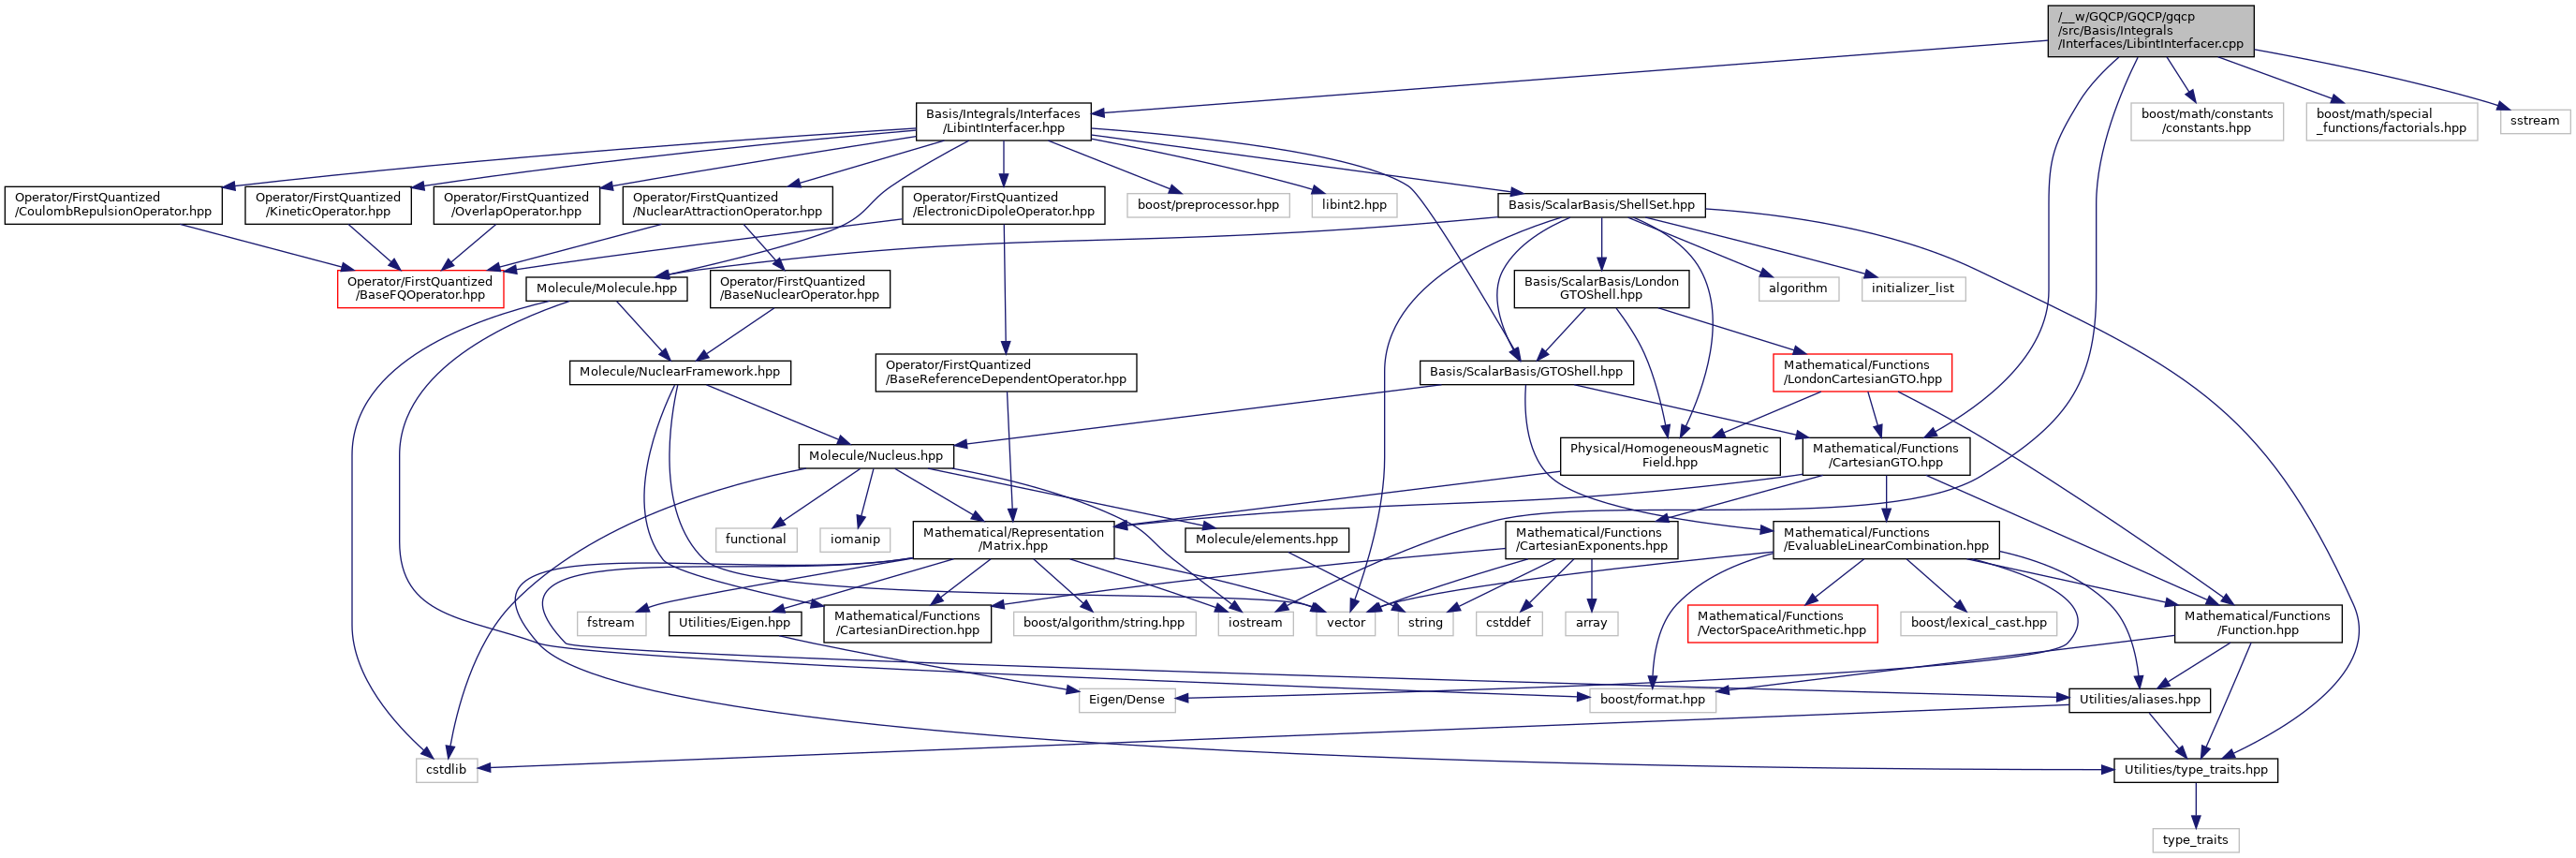 /__w/GQCP/GQCP/gqcp
/src/Basis/Integrals
/Interfaces/LibintInterfacer.cpp
Basis/Integrals/Interfaces
/LibintInterfacer.hpp
boost/math/constants
/constants.hpp
boost/math/special
_functions/factorials.hpp
sstream
Operator/FirstQuantized
/CoulombRepulsionOperator.hpp
Operator/FirstQuantized
/KineticOperator.hpp
Operator/FirstQuantized
/OverlapOperator.hpp
Operator/FirstQuantized
/NuclearAttractionOperator.hpp
Operator/FirstQuantized
/ElectronicDipoleOperator.hpp
boost/preprocessor.hpp
libint2.hpp
Basis/ScalarBasis/ShellSet.hpp
Operator/FirstQuantized
/BaseFQOperator.hpp
Molecule/Molecule.hpp
Operator/FirstQuantized
/BaseNuclearOperator.hpp
Basis/ScalarBasis/London
GTOShell.hpp
algorithm
initializer_list
Molecule/NuclearFramework.hpp
Operator/FirstQuantized
/BaseReferenceDependentOperator.hpp
Basis/ScalarBasis/GTOShell.hpp
Mathematical/Functions
/LondonCartesianGTO.hpp
Molecule/Nucleus.hpp
Physical/HomogeneousMagnetic
Field.hpp
Mathematical/Functions
/CartesianGTO.hpp
functional
iomanip
Mathematical/Representation
/Matrix.hpp
Molecule/elements.hpp
Mathematical/Functions
/CartesianExponents.hpp
Mathematical/Functions
/EvaluableLinearCombination.hpp
fstream
Utilities/Eigen.hpp
Mathematical/Functions
/CartesianDirection.hpp
boost/algorithm/string.hpp
iostream
vector
string
cstddef
array
Mathematical/Functions
/VectorSpaceArithmetic.hpp
boost/lexical_cast.hpp
Mathematical/Functions
/Function.hpp
Eigen/Dense
boost/format.hpp
Utilities/aliases.hpp
cstdlib
Utilities/type_traits.hpp
type_traits